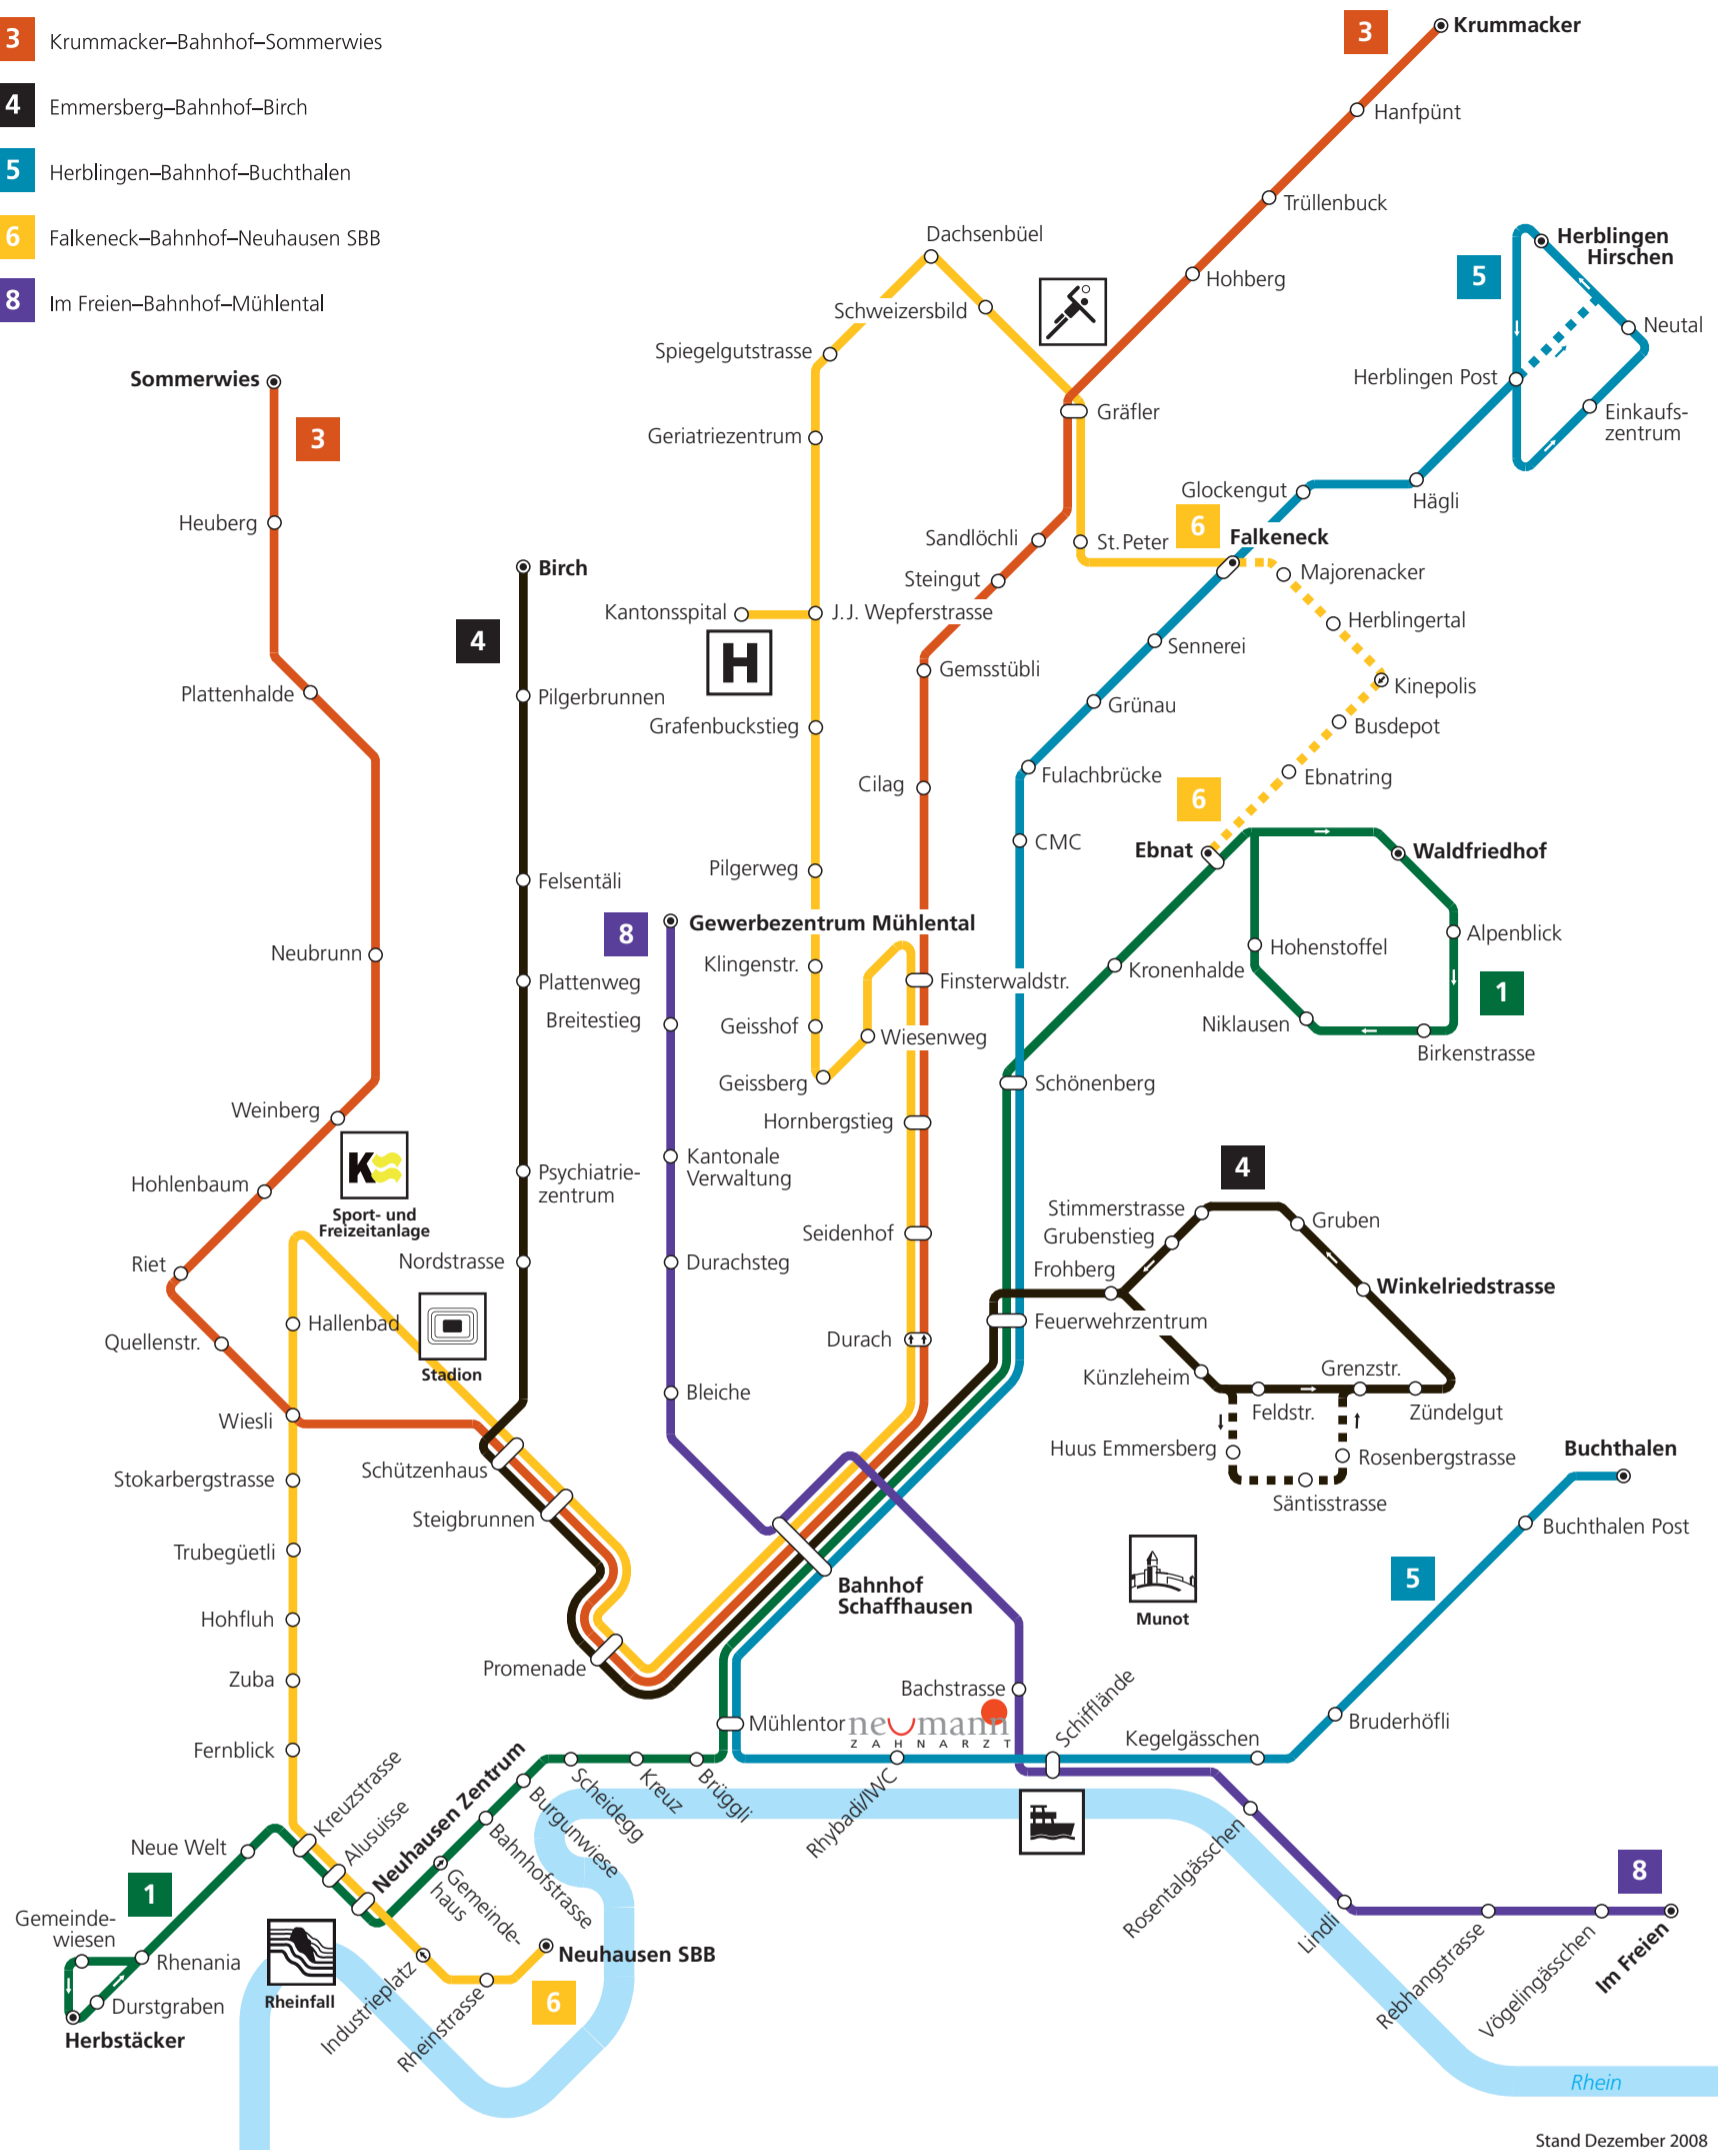 3 Krummacker–Bahnhof–Sommerwies
4 Emmersberg–Bahnhof–Birch
5 Herblingen–Bahnhof–Buchthalen
6 Falkeneck–Bahnhof–Neuhausen SBB
8 Im Freien–Bahnhof–Mühlental
3
Krummacker
Hanfpünt
Trüllenbuck
Hohberg
Dachsenbüel
Schweizersbild
Spiegelgutstrasse
Geriatriezentrum
Gräfler
5
Herblingen
Hirschen
Neutal
Herblingen Post
Einkaufs-
zentrum
Hägli
Glockengut
6
Falkeneck
Sommerwies
3
Heuberg
Plattenhalde
Neubrunn
Weinberg
Hohlenbaum
Riet
Quellenstr.
Wiesli
Birch
4
Pilgerbrunnen
Felsentäli
Plattenweg
Psychiatrie-
zentrum
Nordstrasse
Sandlöchli
St. Peter
Steingut
Kantonsspital
J.J. Wepferstrasse
H
Gemsstübli
Grafenbuckstieg
Cilag
Pilgerweg
Majorenacker
Herblingertal
Kinepolis
Busdepot
Ebnatring
Sennerei
Grünau
Fulachbrücke
CMC
6
Ebnat
Waldfriedhof
Alpenblick
Hohenstoffel
Kronenhalde
1
Niklausen
Birkenstrasse
8
Gewerbezentrum Mühlental
Klingenstr.
Finsterwaldstr.
Breitestieg
Geisshof
Wiesenweg
Geissberg
Schönenberg
Hornbergstieg
Kantonale
Verwaltung
Seidenhof
Durachsteg
Durach
Bleiche
K
Sport- und
Freizeitanlage
Hallenbad
Stadion
4
Stimmerstrasse
Grubenstieg
Gruben
Frohberg
Winkelriedstrasse
Feuerwehrzentrum
Künzleheim
Grenzstr.
Feldstr.
Zündelgut
Huus Emmersberg
Rosenbergstrasse
Säntisstrasse
Buchthalen
Buchthalen Post
5
Bruderhöfli
Munot
Stokarbergstrasse
Schützenhaus
Steigbrunnen
Trubegüetli
Hohfluh
Zuba
Fernblick
Promenade
Bahnhof
Schaffhausen
Bachstrasse
Mühlentor
neumann
ZAHNARZT
Schifflände
Kegelgässchen
Kreuzstrasse
Alusuisse
Neuhausen Zentrum
Scheidegg
Kreuz
Brüggli
Burgunwiese
Bahnhofstrasse
Gemeinde-
haus
Rhybadi/IWC
Neue Welt
1
Gemeinde-
wiesen
Rhenania
Durstgraben
Herbstäcker
Rheinfall
Industrieplatz
Rheinstrasse
Neuhausen SBB
6
Rosentalgässchen
Lindli
8
Rebhangstrasse
Vögelingässchen
Im Freien
Rhein
Stand Dezember 2008